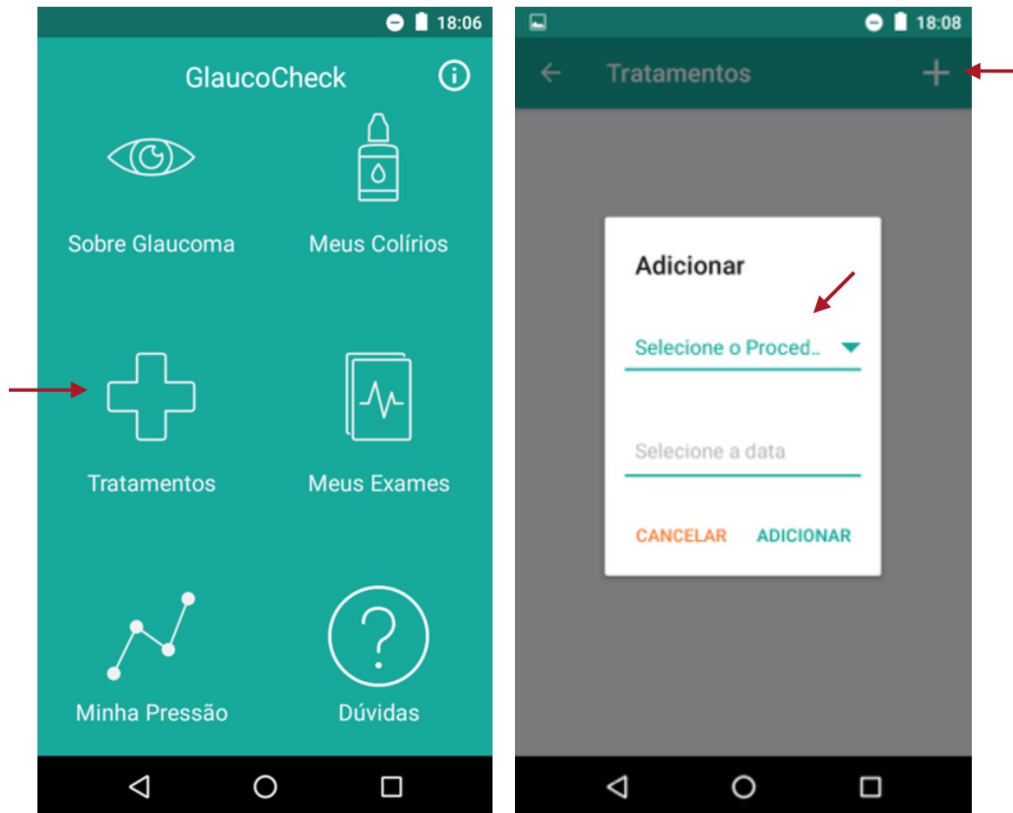 18:06
GlaucoCheck
Sobre Glaucoma
Meus Colírios
Tratamentos
Meus Exames
Minha Pressão
Dúvidas
18:08
Tratamentos
Adicionar
Selecione o Proced..
Selecione a data
CANCELAR ADICIONAR